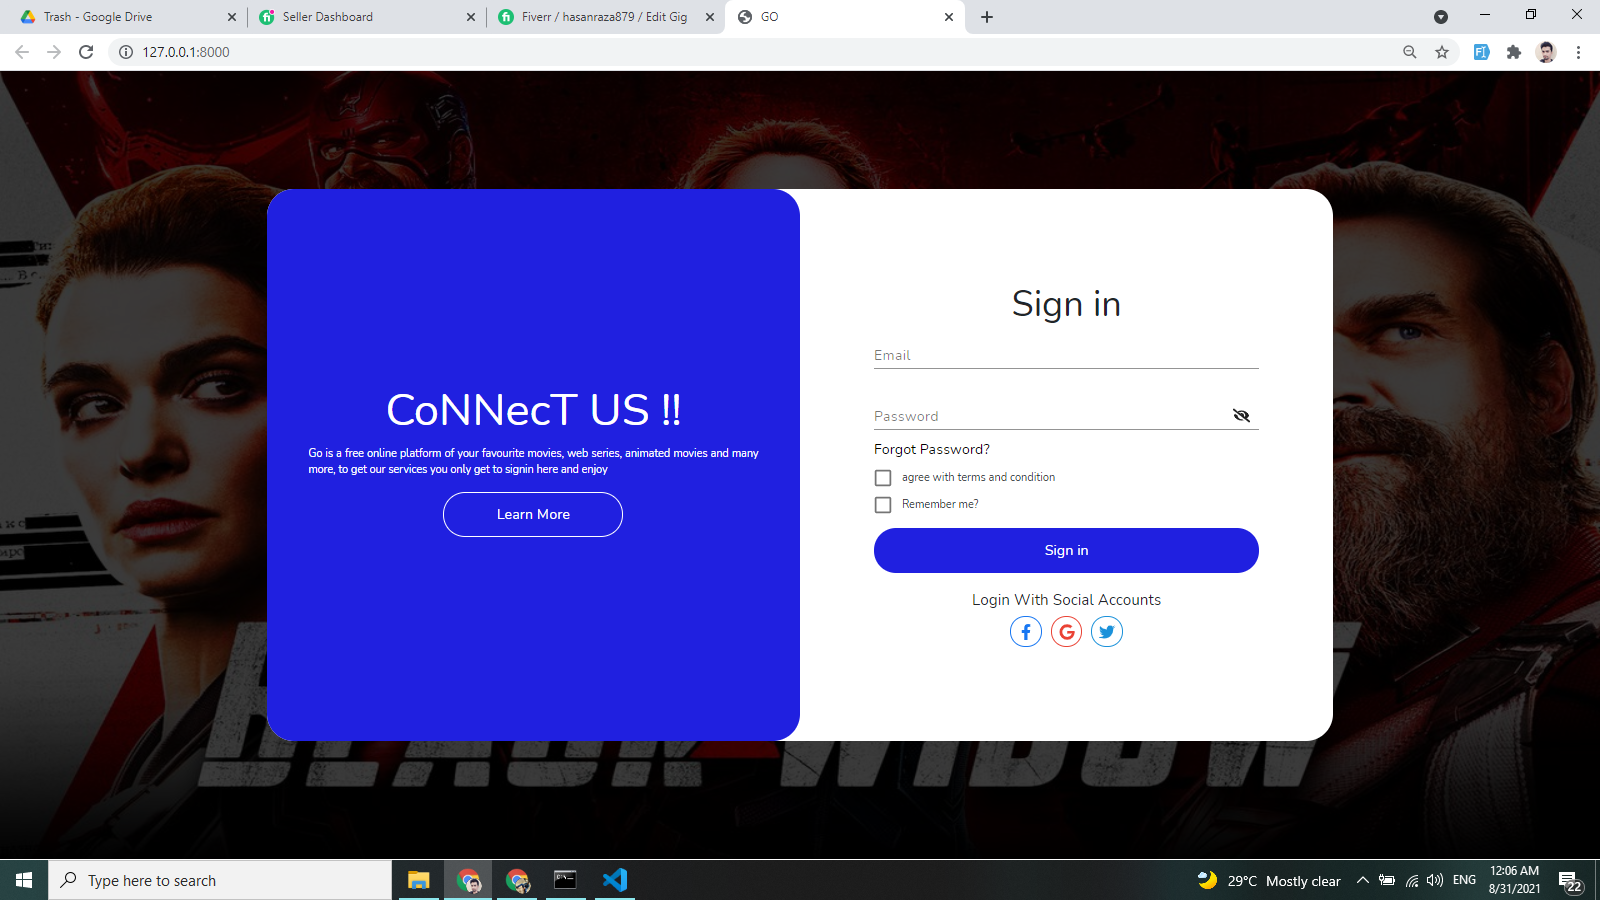 Trash - Google Drive
Seller Dashboard
Fiverr / hasanraza879 / Edit Gig
GO
127.0.0.1:8000
CoNNecT US !!
Go is a free online platform of your favourite movies, web series, animated movies and many
more, to get our services you only get to signin here and enjoy
Learn More
Sign in
Email
Password
Forgot Password?
agree with terms and condition
Remember me?
Sign in
Login With Social Accounts
BLACK WIDOW
Type here to search
29°C Mostly clear
ENG
12:06 AM
8/31/2021
22